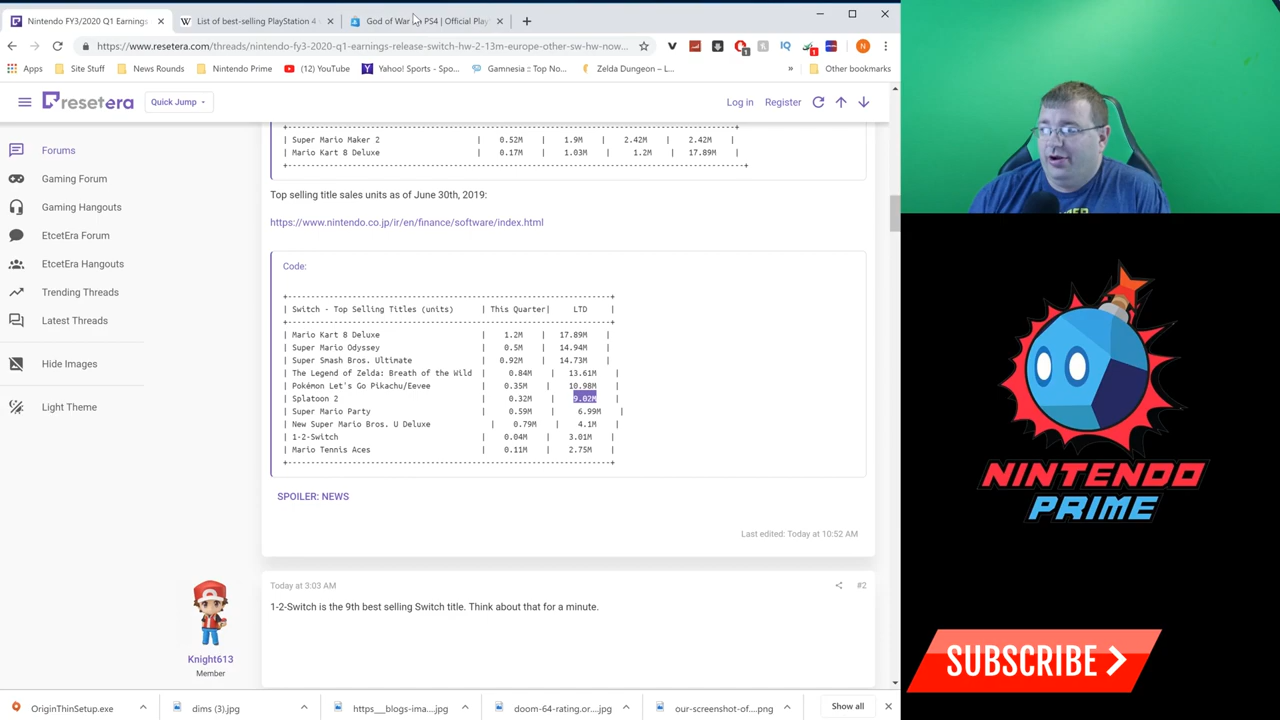 Nintendo FY3/2020 Q1 Earnings
List of best-selling PlayStation 4
God of War on PS4 | Official Play
https://www.resetera.com/threads/nintendo-fy3-2020-q1-earnings-release-switch-hw-2-13m-europe-other-sw-hw-now...
Apps Site Stuff News Rounds Nintendo Prime (12) YouTube Yahoo! Sports - Spo... Gamnesia :: Top No... Zelda Dungeon – L... » Other bookmarks
resetera Quick Jump Log in Register
Forums
Gaming Forum
Gaming Hangouts
EtcetEra Forum
EtcetEra Hangouts
Trending Threads
Latest Threads
Hide Images
Light Theme
| Super Mario Maker 2 | 0.52M | 1.9M | 2.42M | 2.42M |
| Mario Kart 8 Deluxe | 0.17M | 1.03M | 1.2M | 17.89M |
Top selling title sales units as of June 30th, 2019:
https://www.nintendo.co.jp/ir/en/finance/software/index.html
Code:
| Switch - Top Selling Titles (units) | This Quarter| LTD |
| Mario Kart 8 Deluxe | 1.2M | 17.89M |
| Super Mario Odyssey | 0.5M | 14.94M |
| Super Smash Bros. Ultimate | 0.92M | 14.73M |
| The Legend of Zelda: Breath of the Wild | 0.84M | 13.61M |
| Pokémon Let's Go Pikachu/Eevee | 0.35M | 10.98M |
| Splatoon 2 | 0.32M | 9.02M |
| Super Mario Party | 0.59M | 6.99M |
| New Super Mario Bros. U Deluxe | 0.79M | 4.1M |
| 1-2-Switch | 0.04M | 3.01M |
| Mario Tennis Aces | 0.11M | 2.75M |
SPOILER: NEWS
Last edited: Today at 10:52 AM
Today at 3:03 AM #2
1-2-Switch is the 9th best selling Switch title. Think about that for a minute.
Knight613
Member
NINTENDO
PRIME
SUBSCRIBE
OriginThinSetup.exe
dims (3).jpg
https___blogs-ima....jpg
doom-64-rating.or....jpg
our-screenshot-of....png
Show all